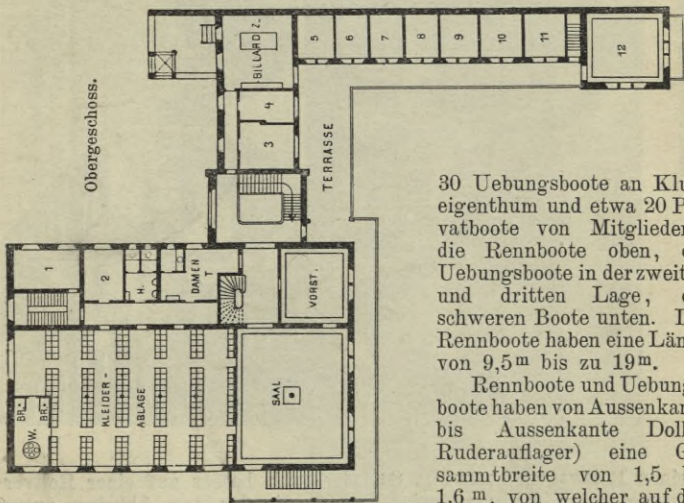 Obergeschoss.
BILLARD Z.
5
6
7
8
9
10
11
12
4
3
TERRASSE
1
2
H.
DAMEN
T
VORST.
KLEIDER-
ABLAGE
SAAL
BR.
W.
BR.
30 Uebungsboote an Klu
eigenthum und etwa 20 P
vatboote von Mitglieder
die Rennboote oben,
Uebungsboote in der zweit
und dritten Lage,
schweren Boote unten.
Rennboote haben eine Län
von 9,5 m bis zu 19 m.
Rennboote und Uebung
boote haben von Aussenkan
bis Aussenkante Doll
Ruderauflager) eine G
sammtbreite von 1,5
1,6 m, von welcher auf d